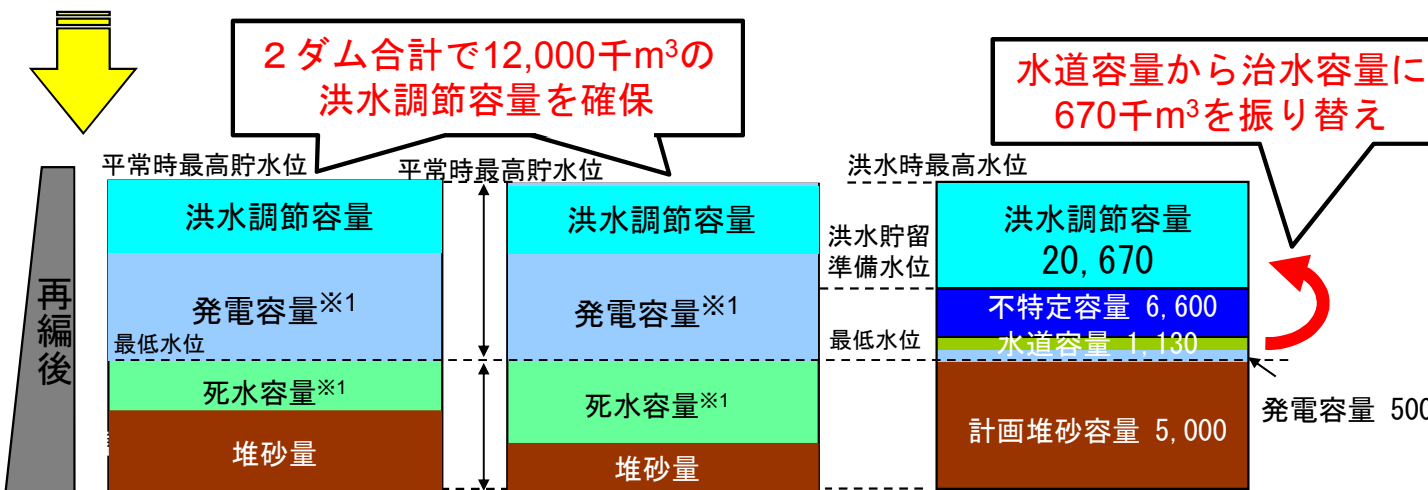 ２ダム合計で12,000千m³の
洪水調節容量を確保
水道容量から治水容量に
670千m³を振り替え
平常時最高貯水位
平常時最高貯水位
洪水時最高水位
再編後
洪水調節容量
発電容量※1
最低水位
死水容量※1
堆砂量
洪水調節容量
発電容量※1
死水容量※1
堆砂量
洪水貯留
準備水位
最低水位
洪水調節容量
20,670
不特定容量 6,600
水道容量 1,130
計画堆砂容量 5,000
発電容量 500